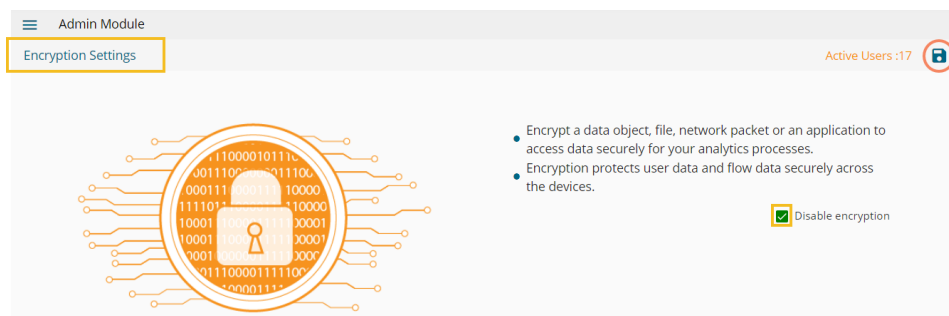 Admin Module
Encryption Settings
Active Users :17
Encrypt a data object, file, network packet or an application to
access data securely for your analytics processes.
Encryption protects user data and flow data securely across
the devices.
Disable encryption